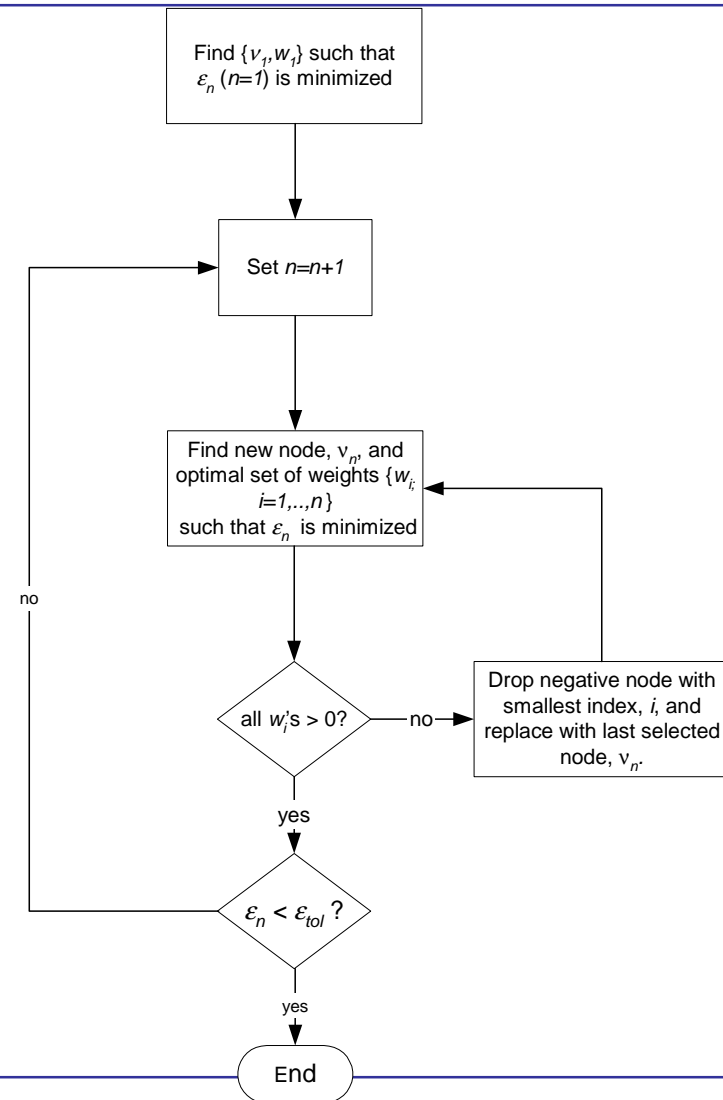 Find {ν₁,w₁} such that
εₙ (n=1) is minimized
Set n=n+1
Find new node, νₙ, and
optimal set of weights {wᵢ;
i=1,..,n}
such that εₙ is minimized
all wᵢ's > 0?
no
Drop negative node with
smallest index, i, and
replace with last selected
node, νₙ.
yes
εₙ < ε_tol ?
no
yes
End